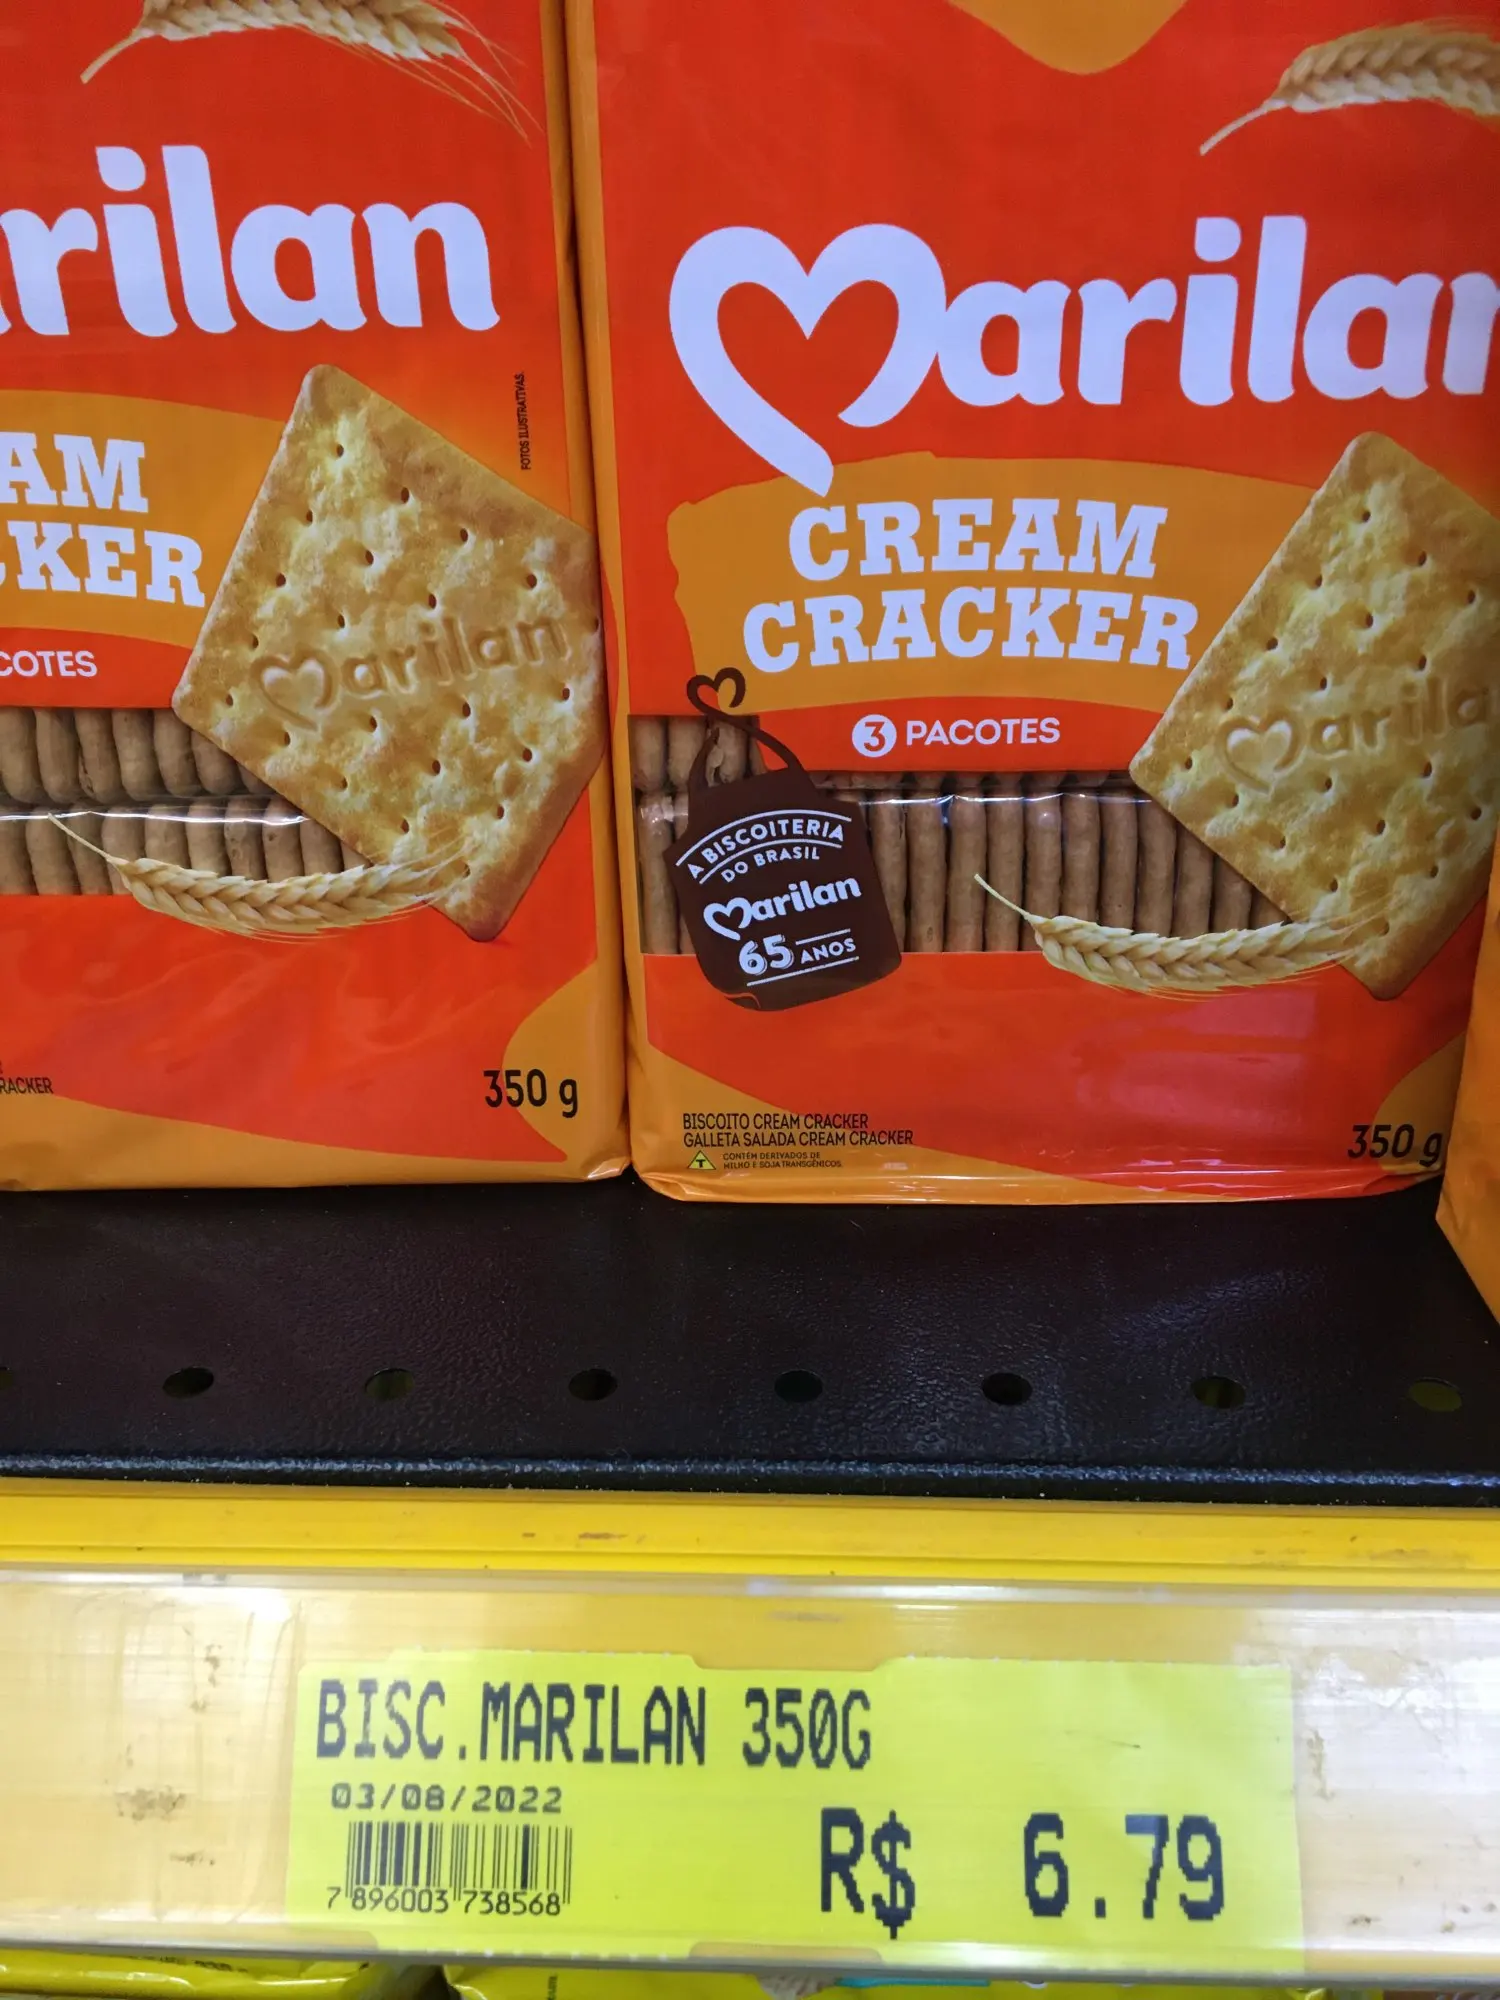 rilan
AM
KER
COTES
FOTOS ILUSTRATIVAS.
Marilan
RACKER
350 g
Marilan
CREAM
CRACKER
3 PACOTES
Marilla
A BISCOITERIA
DO BRASIL
Marilan
65 ANOS
BISCOITO CREAM CRACKER
GALLETA SALADA CREAM CRACKER
T CONTÉM DERIVADOS DE
MILHO E SOJA TRANSGÊNICOS.
350 g
BISC.MARILAN 350G
03/08/2022
7 896003 738568
R$ 6.79